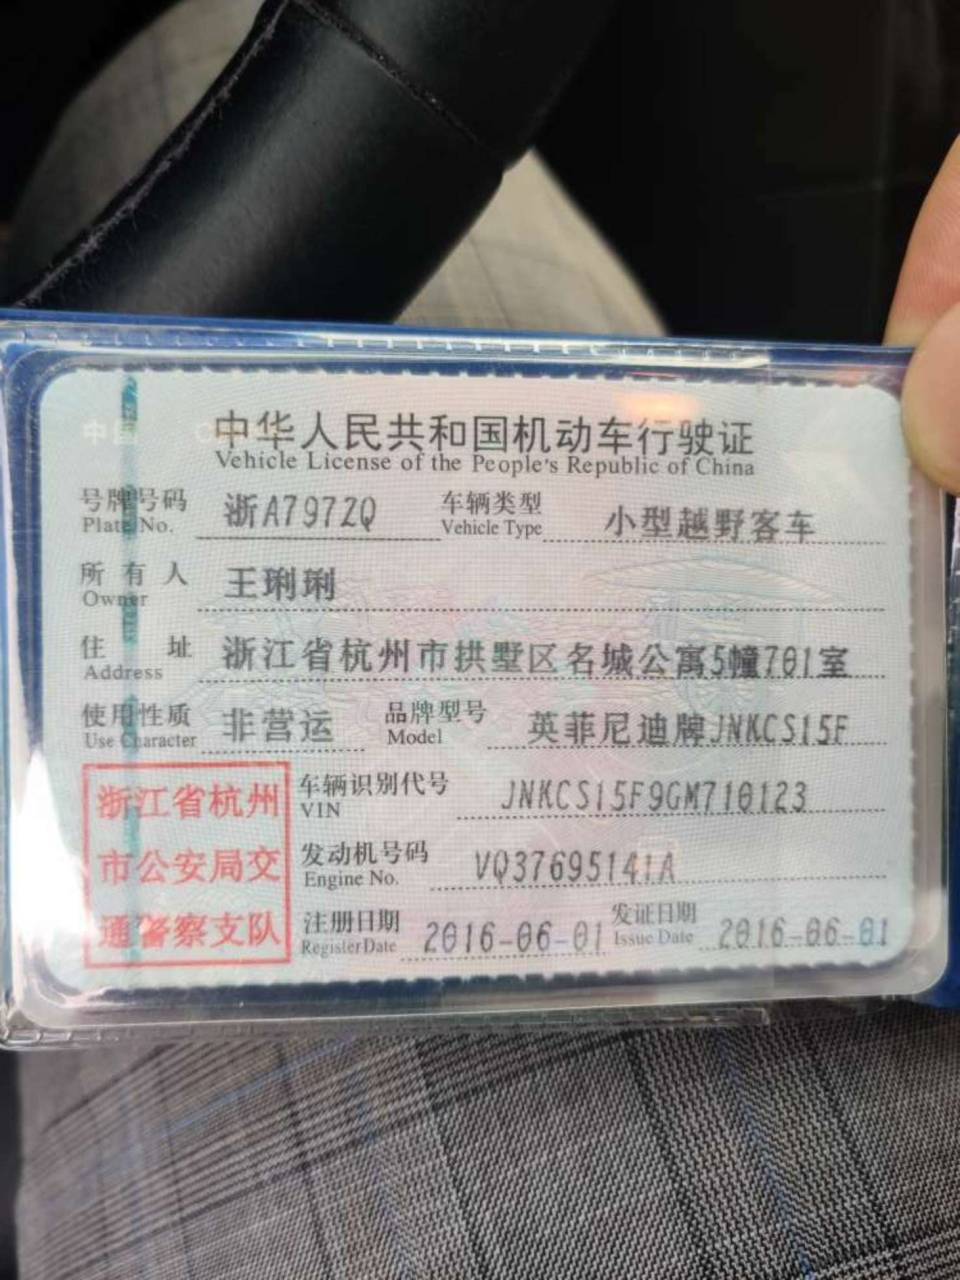 中国
中华人民共和国机动车行驶证
Vehicle License of the People's Republic of China
号牌号码 浙A797ZQ 车辆类型 小型越野客车
Plate No. Vehicle Type
所有人 王琍琍
Owner
住址 浙江省杭州市拱墅区名城公寓5幢701室
Address
使用性质 非营运 品牌型号 英菲尼迪牌JNKCS15F
Use Character Model
浙江省杭州
市公安局交
通警察支队
车辆识别代号 JNKCS15F9GM710123
VIN
发动机号码 VQ37695141A
Engine No.
注册日期 2016-06-01 发证日期 2016-06-01
Register Date Issue Date